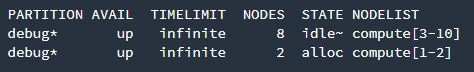 PARTITION AVAIL  TIMELIMIT  NODES  STATE NODELIST
debug*       up   infinite      8  idle~ compute[3-10]
debug*       up   infinite      2  alloc compute[1-2]